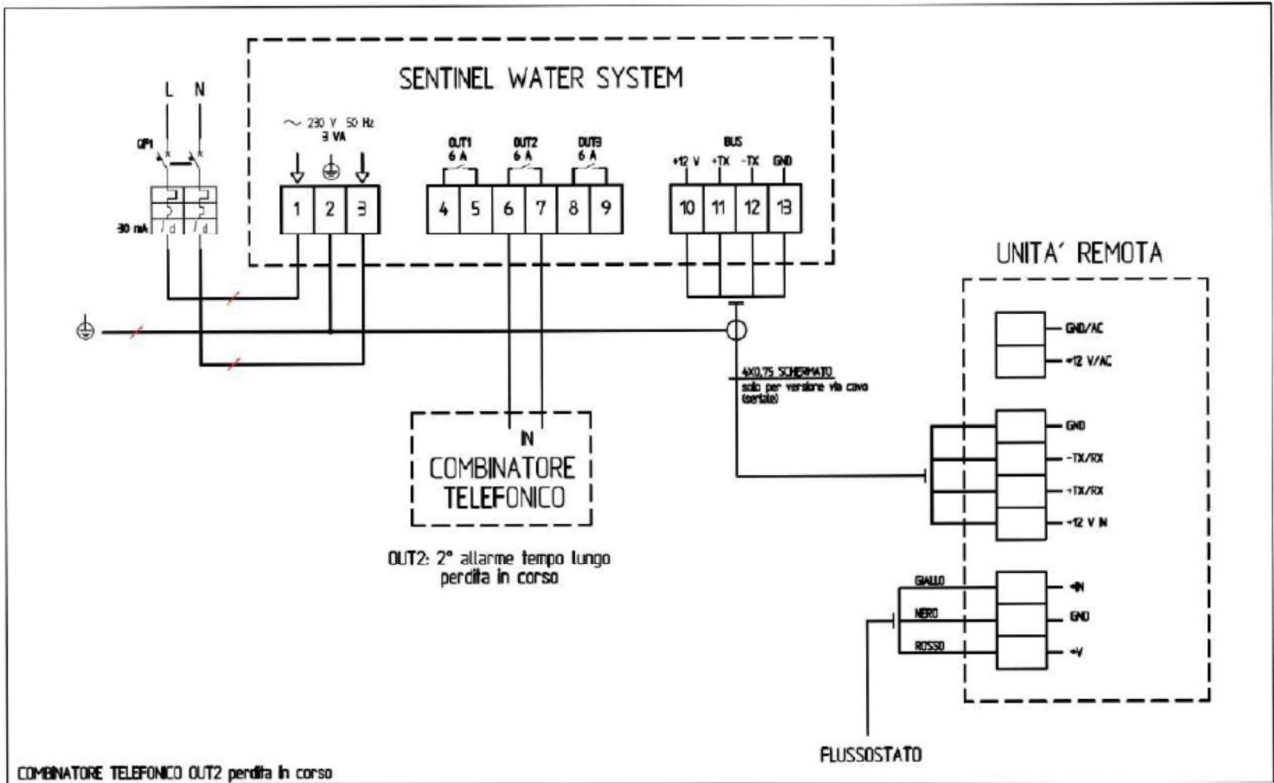 SENTINEL WATER SYSTEM
L N
QF1
30 mA
d d
~ 230 V 50 Hz
3 VA
1 2 3
OUT1
6 A
OUT2
6 A
OUT3
6 A
4 5 6 7 8 9
BUS
+12 V +TX -TX GND
10 11 12 13
UNITA' REMOTA
GND/AC
+12 V/AC
4X0,75 SCHERMATO
solo per versione via cavo
(seriale)
GND
-TX/RX
+TX/RX
+12 V IN
IN
COMBINATORE
TELEFONICO
OUT2: 2° allarme tempo lungo
perdita in corso
GIALLO
NERO
ROSSO
+IN
GND
+V
FLUSSOSTATO
COMBINATORE TELEFONICO OUT2 perdita in corso